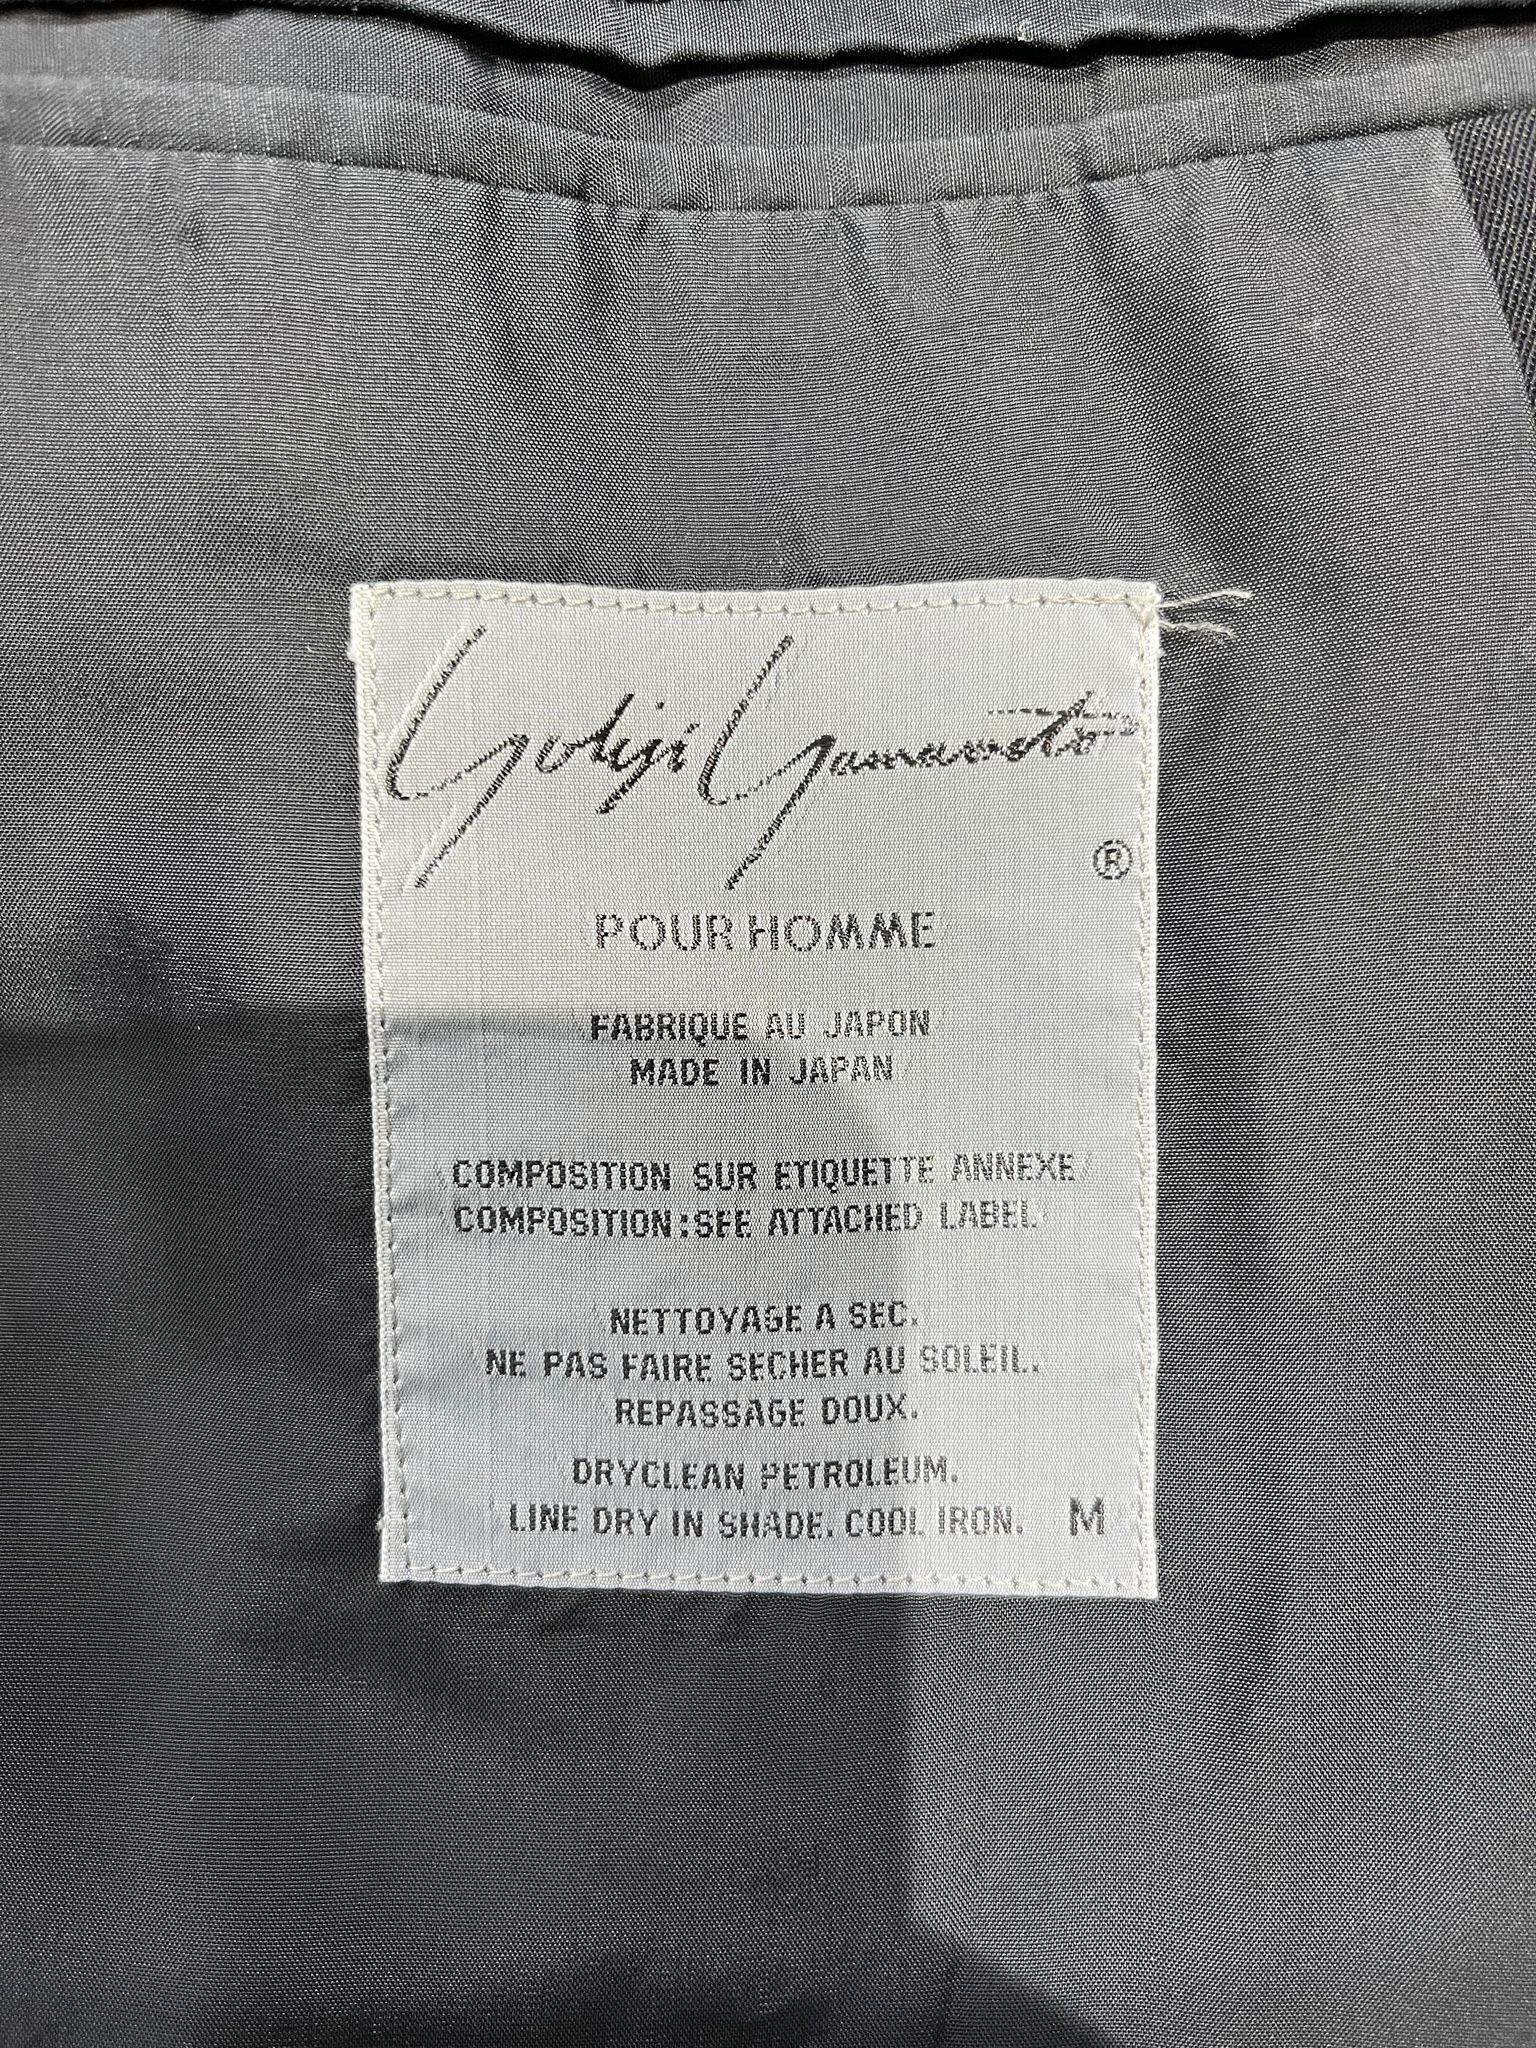 Yohji Yamamoto
®
POUR HOMME
FABRIQUE AU JAPON
MADE IN JAPAN
COMPOSITION SUR ETIQUETTE ANNEXE
COMPOSITION:SEE ATTACHED LABEL
NETTOYAGE A SEC.
NE PAS FAIRE SECHER AU SOLEIL.
REPASSAGE DOUX.
DRYCLEAN PETROLEUM.
LINE DRY IN SHADE. COOL IRON. M